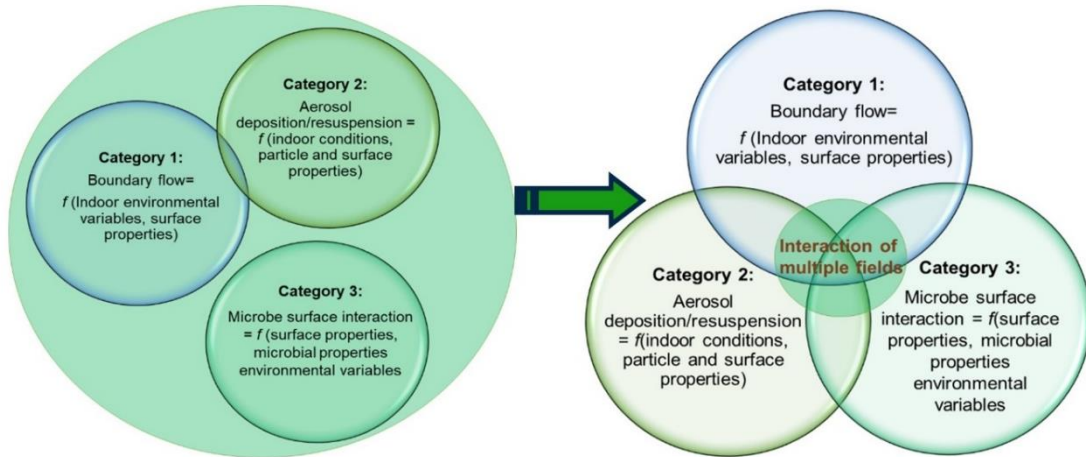 Category 2:
Aerosol
deposition/resuspension =
f (indoor conditions,
particle and surface
properties)
Category 1:
Boundary flow=
f (Indoor environmental
variables, surface
properties)
Category 3:
Microbe surface interaction
= f (surface properties,
microbial properties
environmental variables
Category 1:
Boundary flow=
f (Indoor environmental
variables, surface properties)
Interaction of
multiple fields
Category 2:
Aerosol
deposition/resuspension
= f(indoor conditions,
particle and surface
properties)
Category 3:
Microbe surface
interaction = f(surface
properties, microbial
properties
environmental
variables